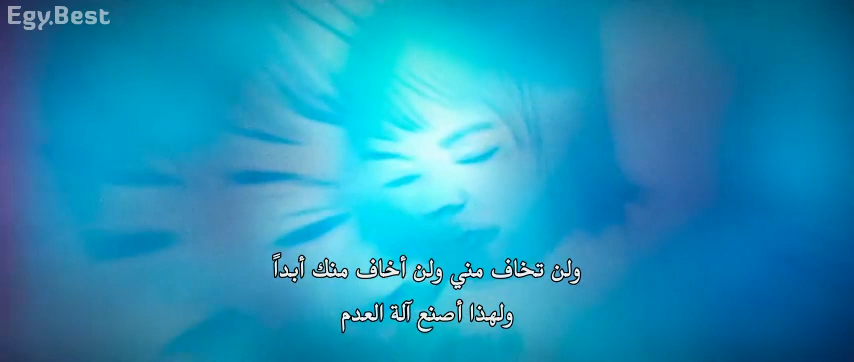 Egy.Best
ولن تخاف مني ولن أخاف منك أبداً
ولهذا أصنع آلة العدم